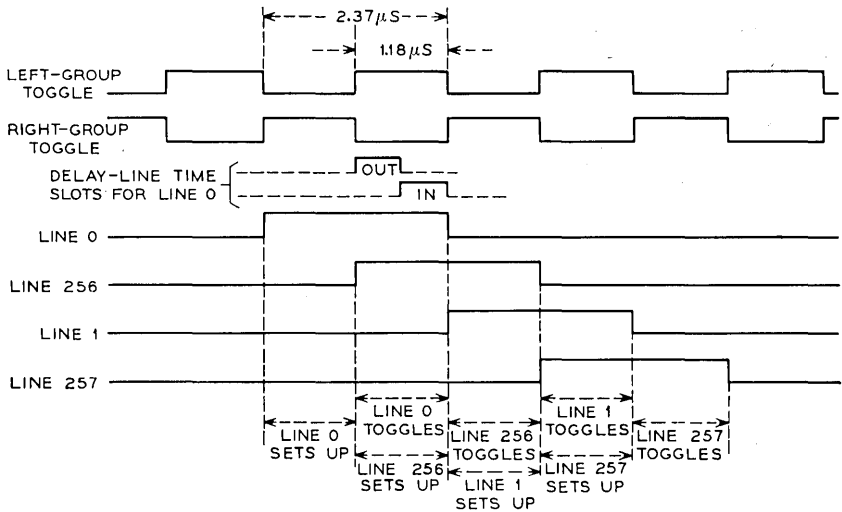 2.37μS
1.18μS
LEFT-GROUP
TOGGLE
RIGHT-GROUP
TOGGLE
DELAY-LINE TIME
SLOTS FOR LINE 0
OUT
IN
LINE 0
LINE 256
LINE 1
LINE 257
LINE 0
SETS UP
LINE 0
TOGGLES
LINE 256
SETS UP
LINE 256
TOGGLES
LINE 1
SETS UP
LINE 1
TOGGLES
LINE 257
SETS UP
LINE 257
TOGGLES